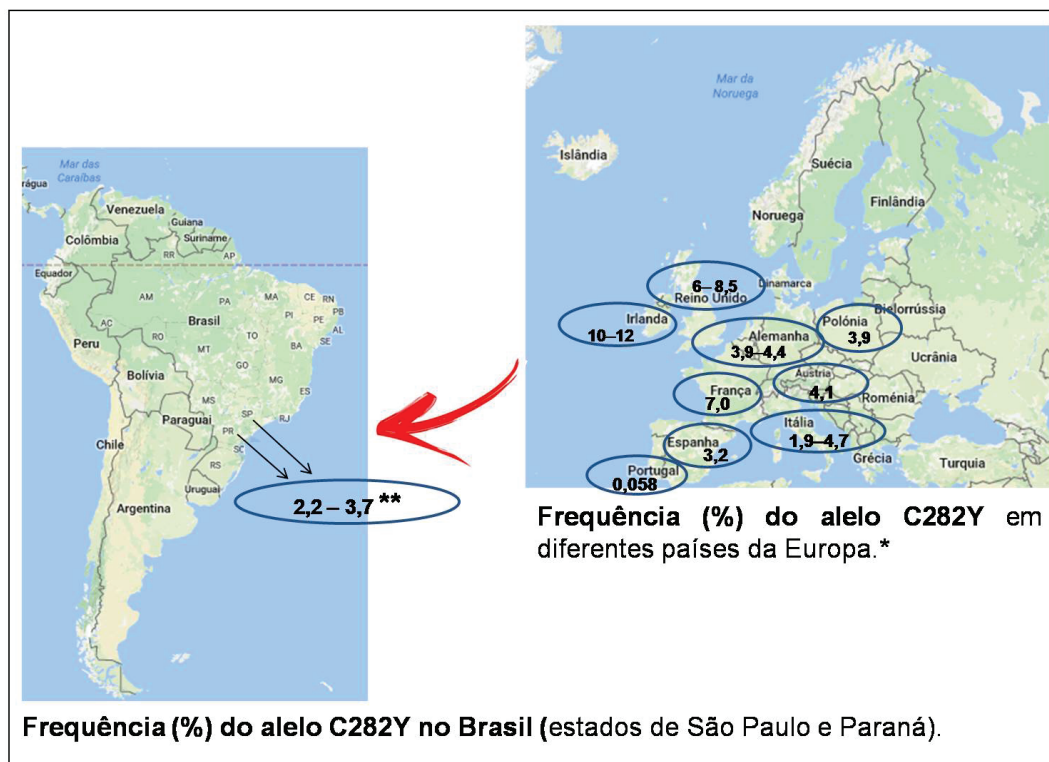 Mar das
Caraíbas
rágua
Venezuela
Guiana
Suriname
Colômbia
RR
AP
Equador
AM
PA
MA
CE
RN
PB
PI
PE
AL
SE
AC
RO
TO
Brasil
Peru
MT
BA
GO
Bolívia
MG
MS
ES
SP
RJ
Paraguai
PR
SC
Chile
RS
Uruguai
Argentina
2,2 – 3,7 **
Mar da
Noruega
Islândia
Suécia
Finlândia
Noruega
6– 8,5
Reino Unido
Dinamarca
Irlanda
10–12
Bielorrússia
Alemanha
3,9–4,4
Polónia
3,9
Ucrânia
Áustria
4,1
França
7,0
Roménia
Itália
1,9–4,7
Espanha
3,2
Grécia
Turquia
Portugal
0,058
Frequência (%) do alelo C282Y em
diferentes países da Europa.*
Frequência (%) do alelo C282Y no Brasil (estados de São Paulo e Paraná).